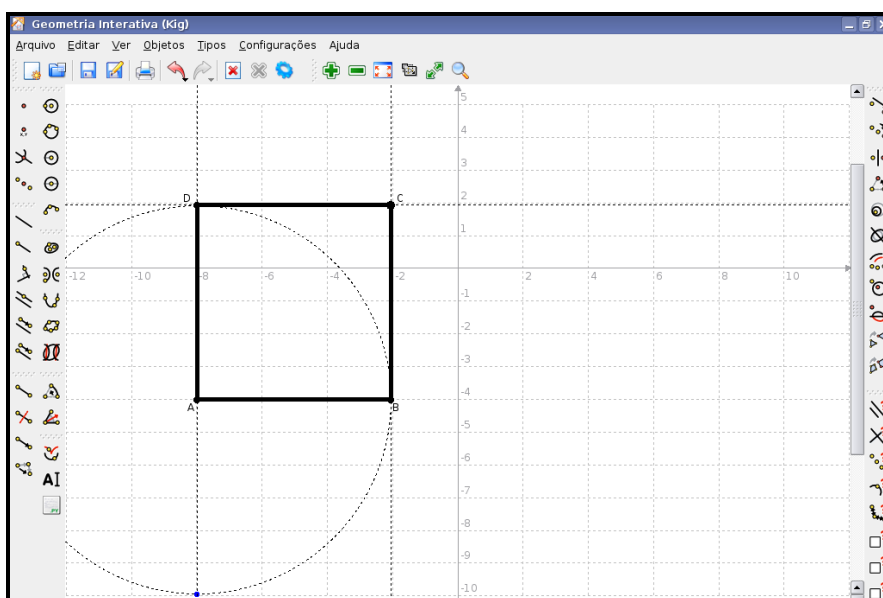 Geometria Interativa (Kig)
Arquivo Editar Ver Objetos Tipos Configurações Ajuda
5
4
3
D C 2
1
-12 -10 -8 -6 -4 -2 2 4 6 8 10
-1
-2
-3
-4
A B
-5
-6
-7
AI
-8
-9
-10